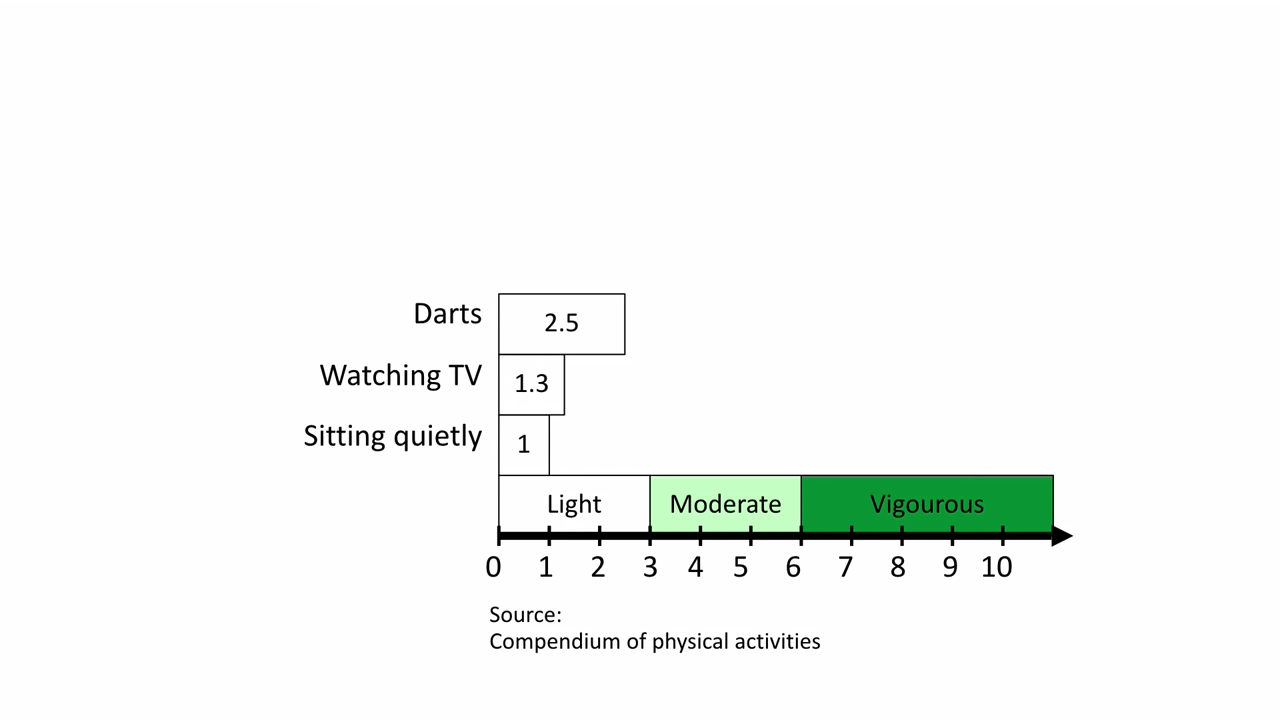 Darts 2.5
Watching TV 1.3
Sitting quietly 1
Light Moderate Vigourous
0 1 2 3 4 5 6 7 8 9 10
Source:
Compendium of physical activities